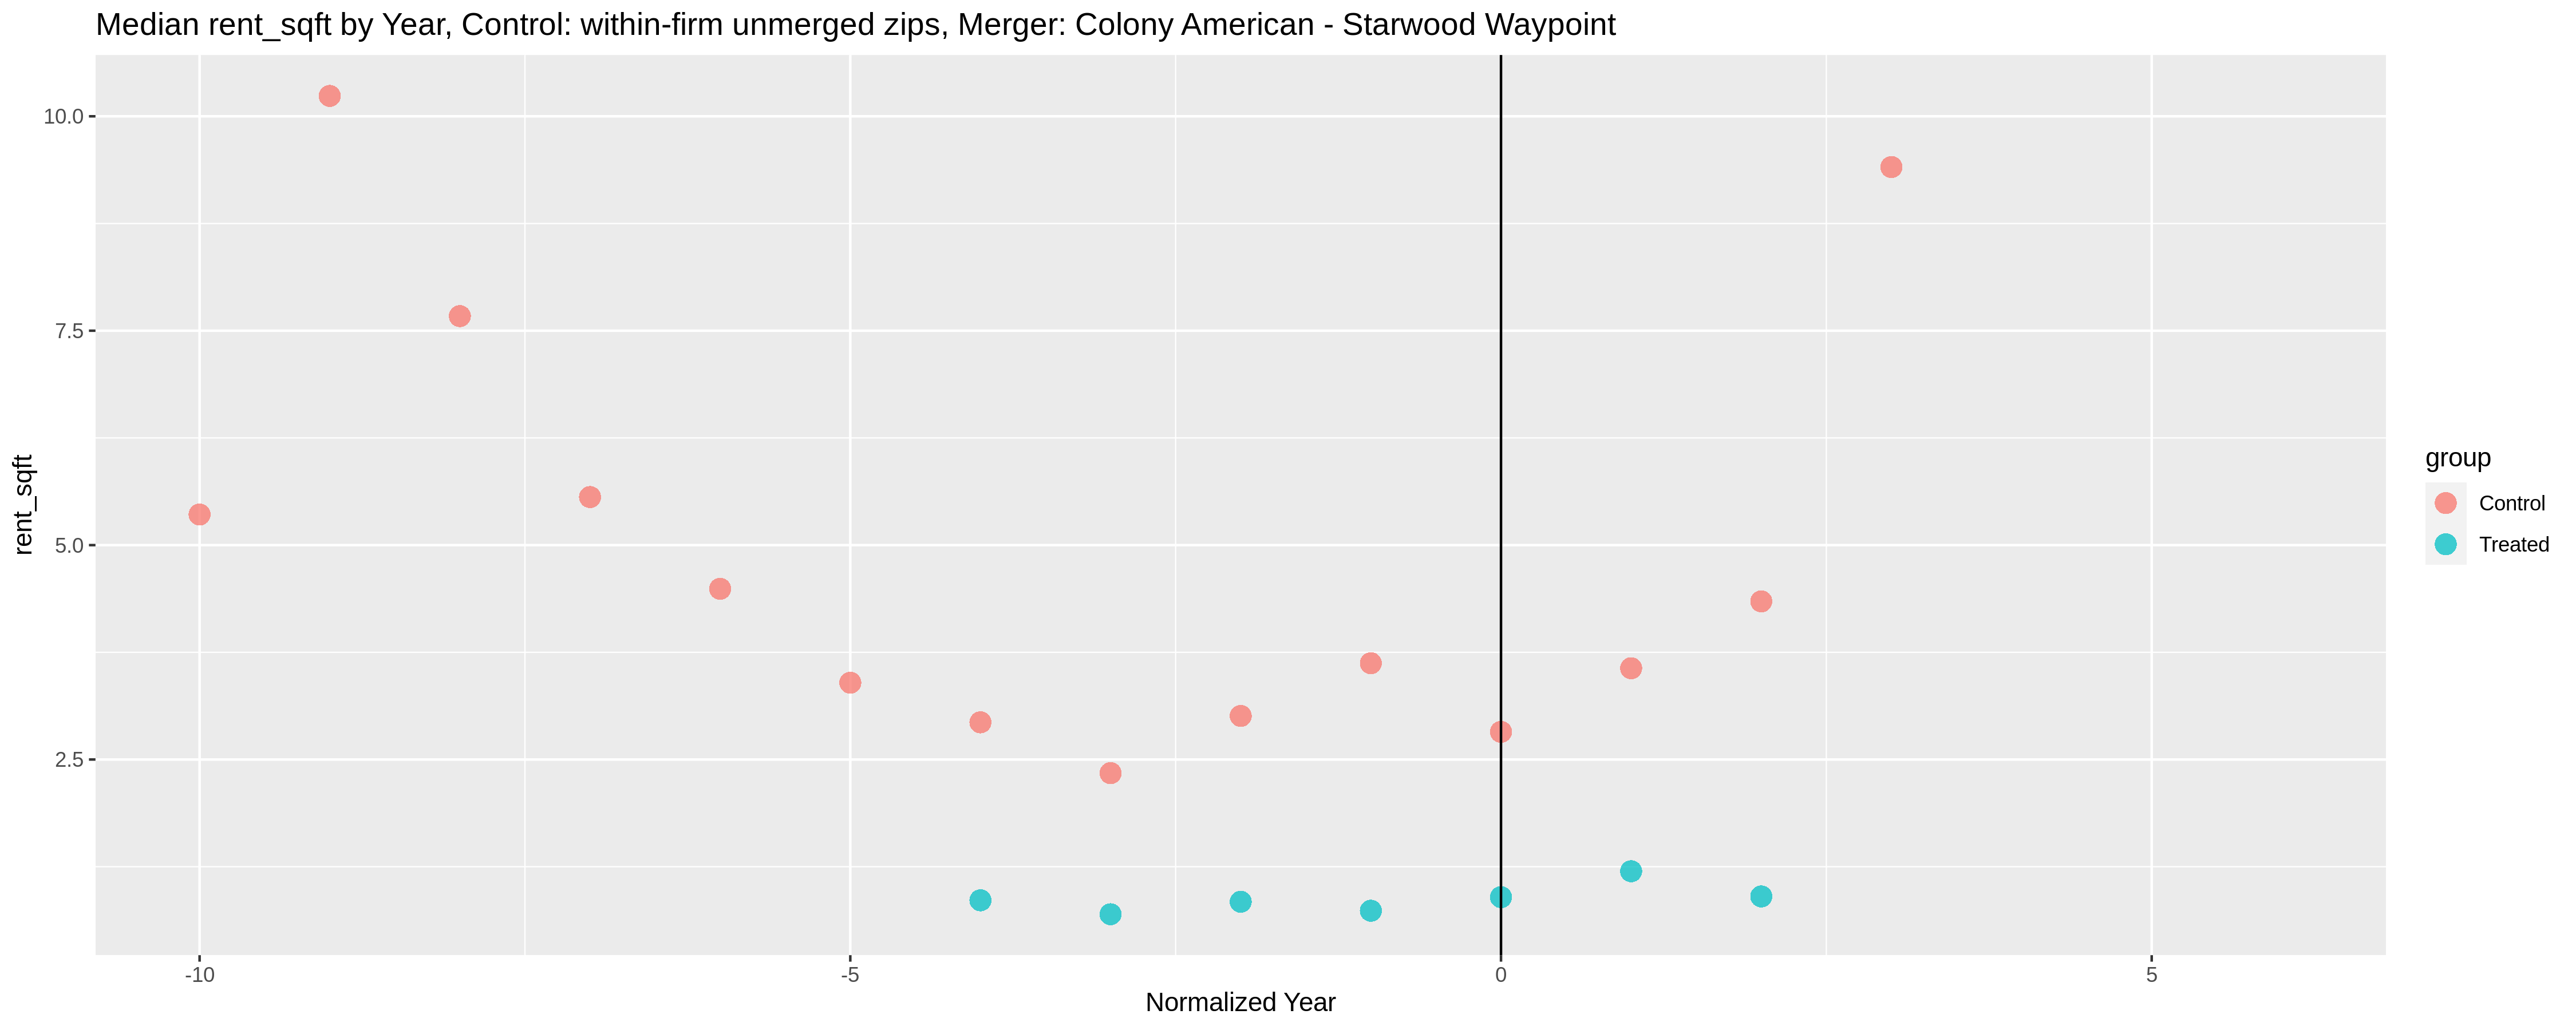 Median rent_sqft by Year, Control: within-firm unmerged zips, Merger: Colony American - Starwood Waypoint
rent_sqft
10.0
7.5
5.0
2.5
-10
-5
0
5
Normalized Year
group
Control
Treated